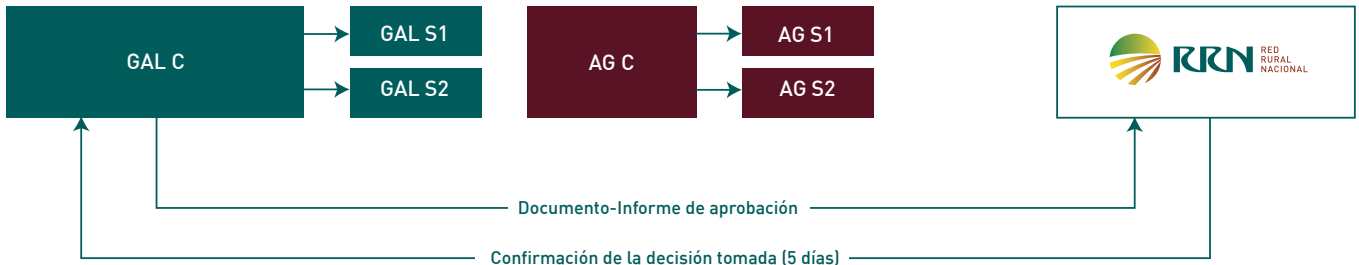 GAL C
GAL S1
GAL S2
AG C
AG S1
AG S2
RRN
RED
RURAL
NACIONAL
Documento-Informe de aprobación
Confirmación de la decisión tomada (5 días)